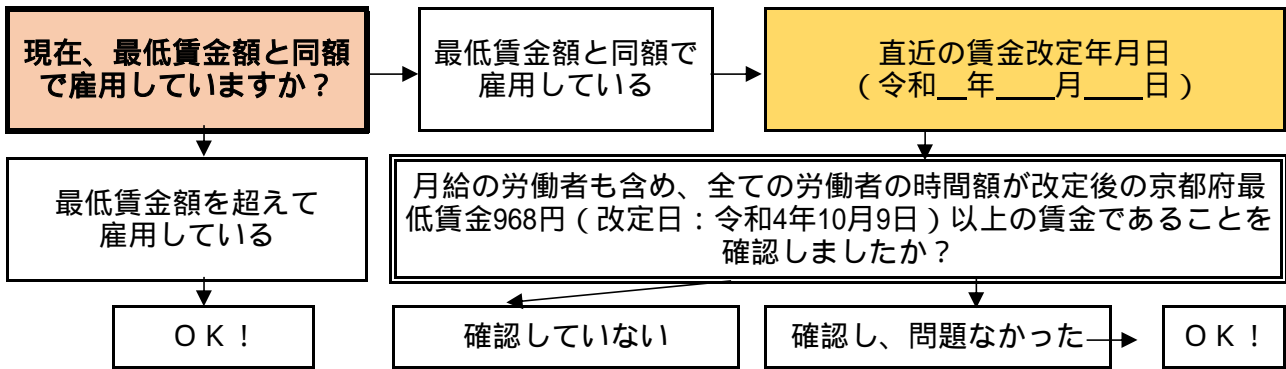 現在、最低賃金額と同額
で雇用していますか？
最低賃金額と同額で
雇用している
直近の賃金改定年月日
（令和__年____月____日）
最低賃金額を超えて
雇用している
月給の労働者も含め、全ての労働者の時間額が改定後の京都府最
低賃金968円（改定日：令和4年10月9日）以上の賃金であることを
確認しましたか？
ＯＫ！
確認していない
確認し、問題なかった
ＯＫ！